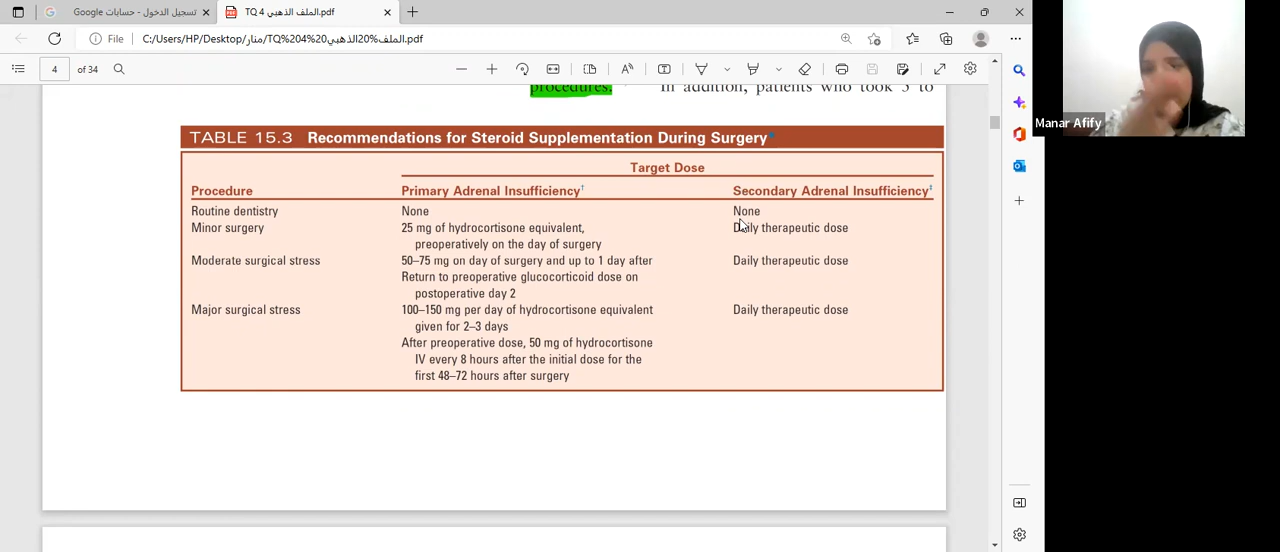 تسجيل الدخول - حسابات Google
TQ 4 الملف الذهبي.pdf
File
C:/Users/HP/Desktop/منار/TQ%204%20الملف%20الذهبي.pdf
4 of 34
procedures. In addition, patients who took 5 to
TABLE 15.3 Recommendations for Steroid Supplementation During Surgery*
Target Dose
Procedure Primary Adrenal Insufficiency† Secondary Adrenal Insufficiency‡
Routine dentistry None None
Minor surgery 25 mg of hydrocortisone equivalent, Daily therapeutic dose
preoperatively on the day of surgery
Moderate surgical stress 50–75 mg on day of surgery and up to 1 day after Daily therapeutic dose
Return to preoperative glucocorticoid dose on
postoperative day 2
Major surgical stress 100–150 mg per day of hydrocortisone equivalent Daily therapeutic dose
given for 2–3 days
After preoperative dose, 50 mg of hydrocortisone
IV every 8 hours after the initial dose for the
first 48–72 hours after surgery
Manar Afify